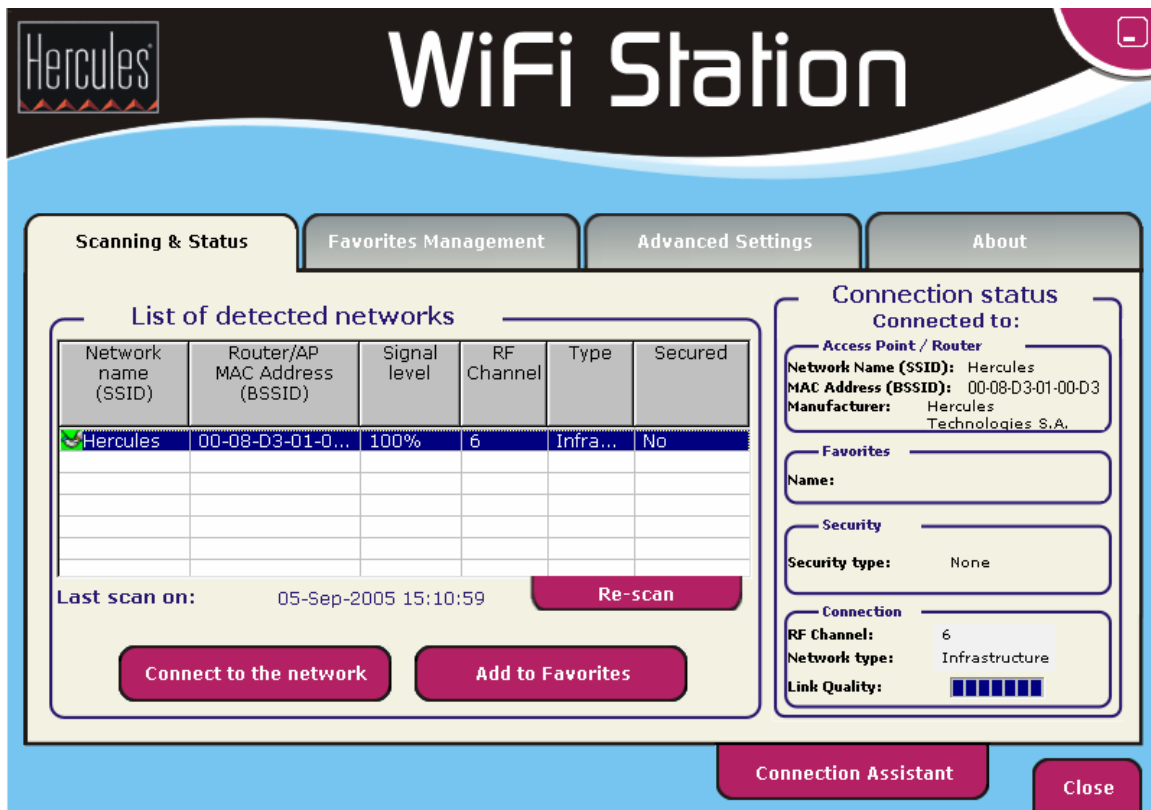 Hercules
WiFi Station
Scanning & Status
Favorites Management
Advanced Settings
About
List of detected networks
Network name (SSID)
Router/AP MAC Address (BSSID)
Signal level
RF Channel
Type
Secured
Hercules
00-08-D3-01-0...
100%
6
Infra...
No
Last scan on: 05-Sep-2005 15:10:59
Re-scan
Connect to the network
Add to Favorites
Connection status
Connected to:
Access Point / Router
Network Name (SSID): Hercules
MAC Address (BSSID): 00-08-D3-01-00-D3
Manufacturer: Hercules
Technologies S.A.
Favorites
Name:
Security
Security type: None
Connection
RF Channel: 6
Network type: Infrastructure
Link Quality:
Connection Assistant
Close